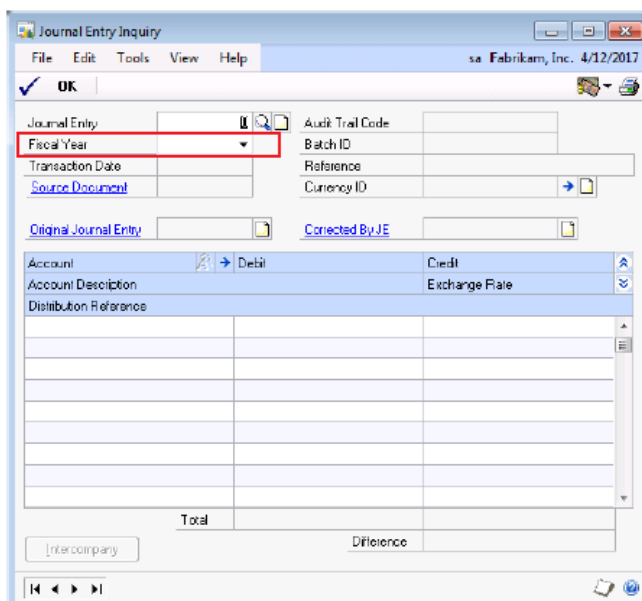 Journal Entry Inquiry
File Edit Tools View Help sa Fabrikam, Inc. 4/12/2017
OK
Journal Entry 0 Audit Trail Code
Fiscal Year Batch ID
Transaction Date Reference
Source Document Currency ID
Original Journal Entry Corrected By JE
Account Debit Credit
Account Description Exchange Rate
Distribution Reference
Total
Difference
Intercompany